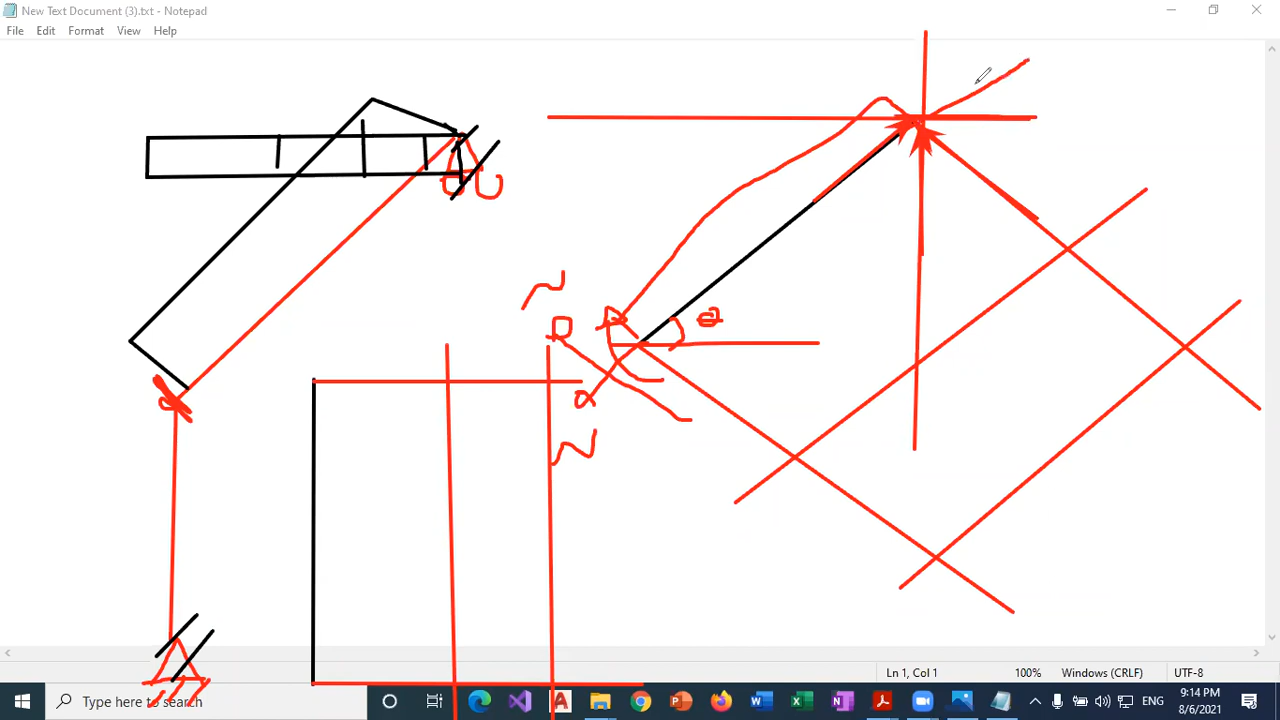 New Text Document (3).txt - Notepad
File Edit Format View Help
θ
Ln 1, Col 1 100% Windows (CRLF) UTF-8
Type here to search
ENG
9:14 PM
8/6/2021